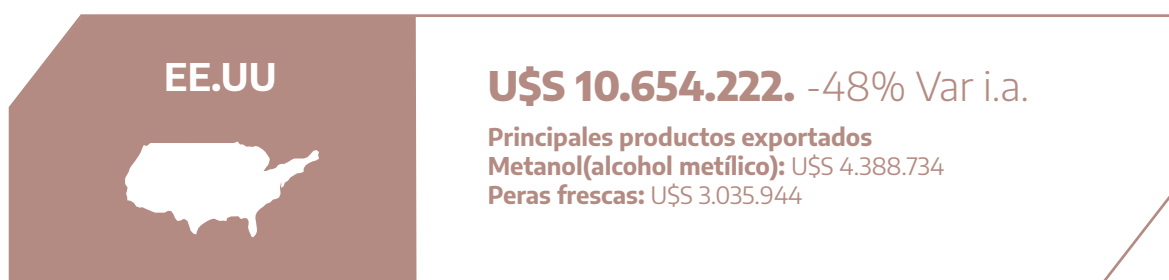 EE.UU
U$S 10.654.222. -48% Var i.a.
Principales productos exportados
Metanol(alcohol metílico): U$S 4.388.734
Peras frescas: U$S 3.035.944